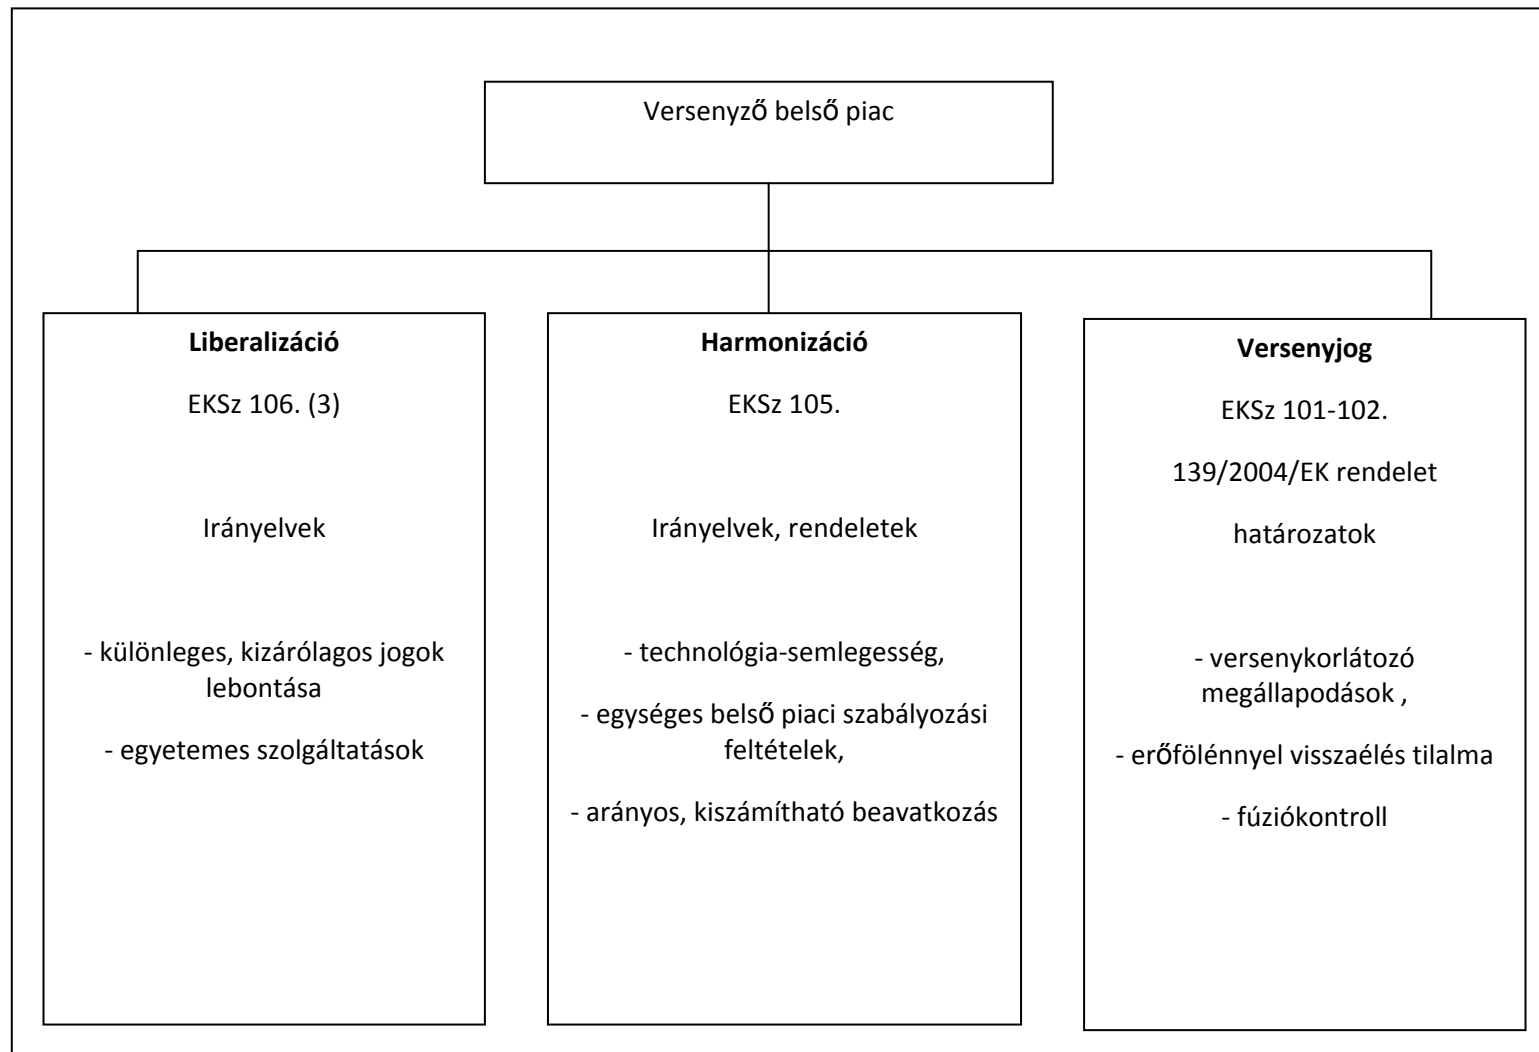 Versenyző belső piac
Liberalizáció
EKSz 106. (3)
Irányelvek
- különleges, kizárólagos jogok
lebontása
- egyetemes szolgáltatások
Harmonizáció
EKSz 105.
Irányelvek, rendeletek
- technológia-semlegesség,
- egységes belső piaci szabályozási
feltételek,
- arányos, kiszámítható beavatkozás
Versenyjog
EKSz 101-102.
139/2004/EK rendelet
határozatok
- versenykorlátozó
megállapodások ,
- erőfölénnyel visszaélés tilalma
- fúziókontroll